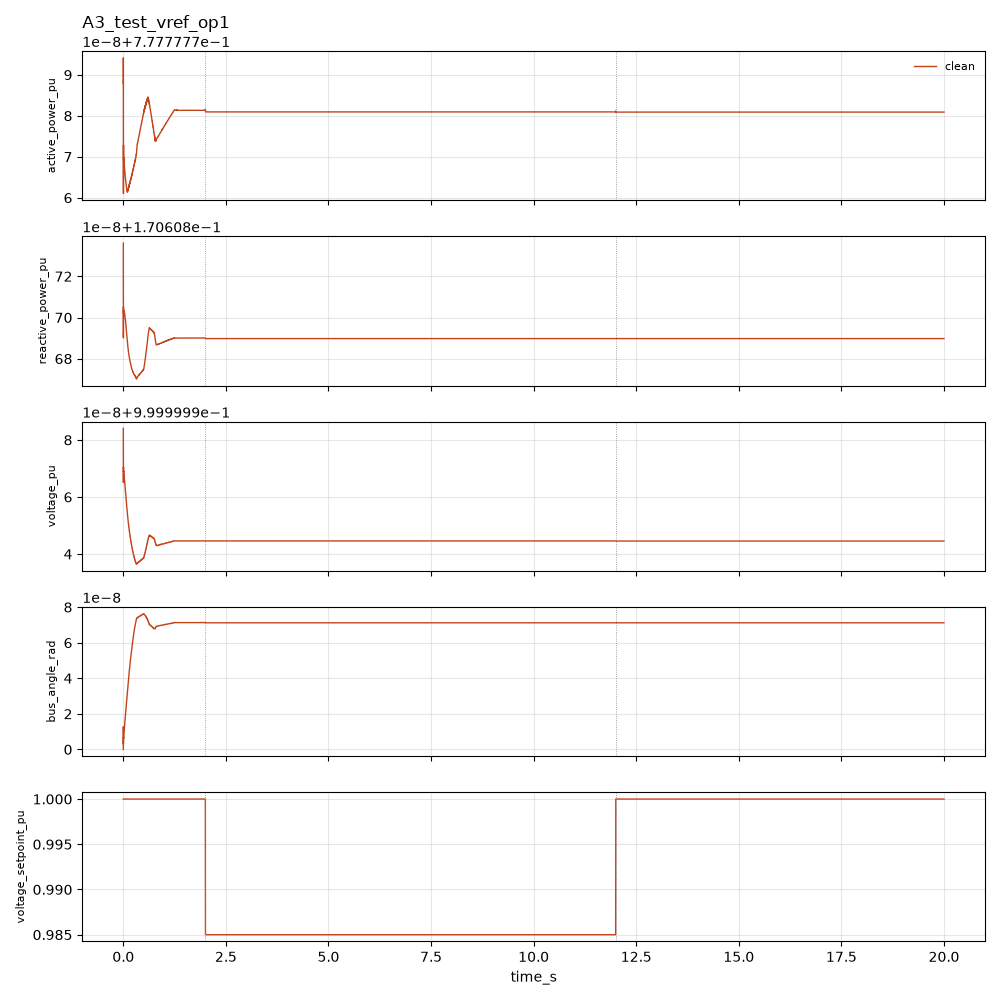 A3_test_vref_op1
1e−8+7.777777e−1
active_power_pu
9
8
7
6
clean
1e−8+1.70608e−1
reactive_power_pu
72
70
68
1e−8+9.999999e−1
voltage_pu
8
6
4
1e−8
bus_angle_rad
8
6
4
2
0
voltage_setpoint_pu
1.000
0.995
0.990
0.985
0.0 2.5 5.0 7.5 10.0 12.5 15.0 17.5 20.0
time_s